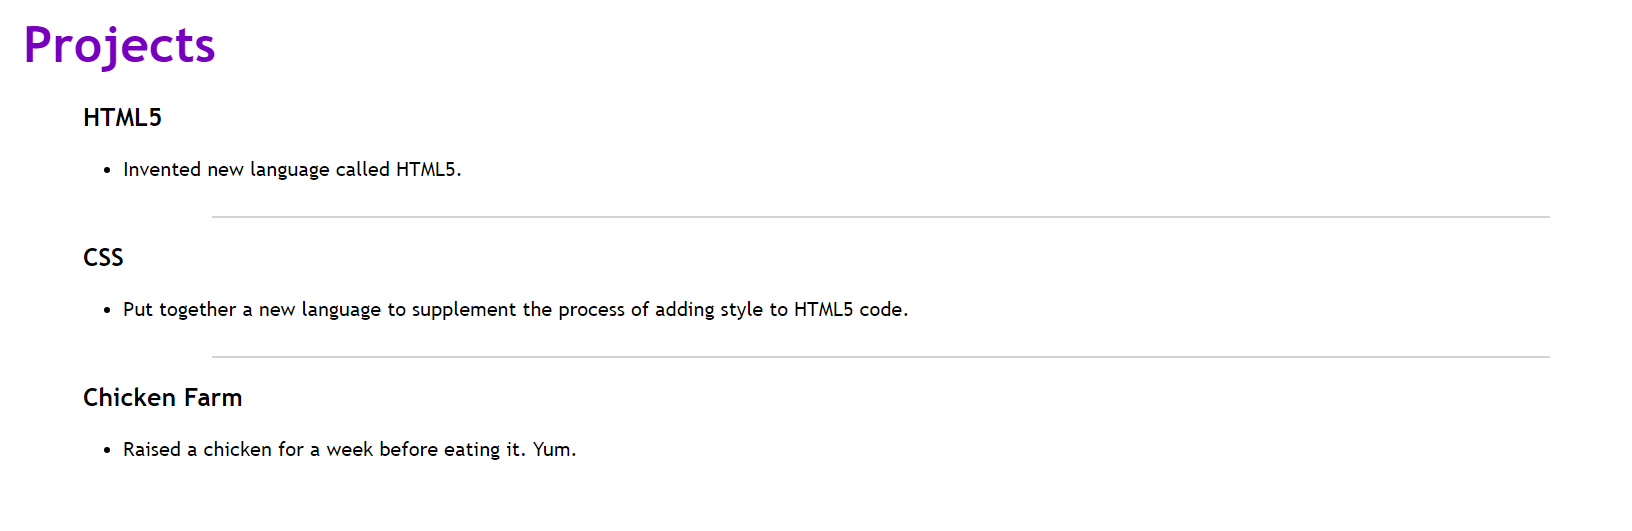 Projects
HTML5
• Invented new language called HTML5.
CSS
• Put together a new language to supplement the process of adding style to HTML5 code.
Chicken Farm
• Raised a chicken for a week before eating it. Yum.